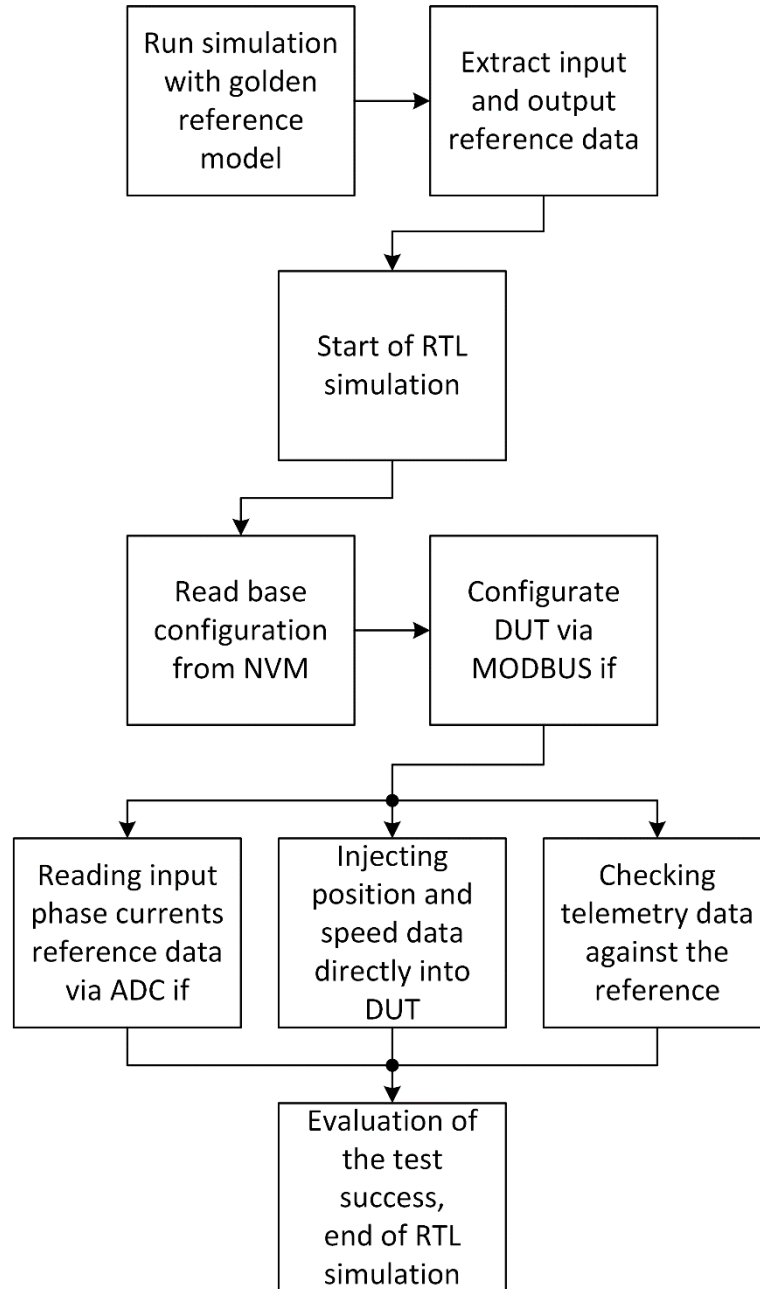 Run simulation
with golden
reference
model
Extract input
and output
reference data
Start of RTL
simulation
Read base
configuration
from NVM
Configurate
DUT via
MODBUS if
Reading input
phase currents
reference data
via ADC if
Injecting
position and
speed data
directly into
DUT
Checking
telemetry data
against the
reference
Evaluation of
the test
success,
end of RTL
simulation